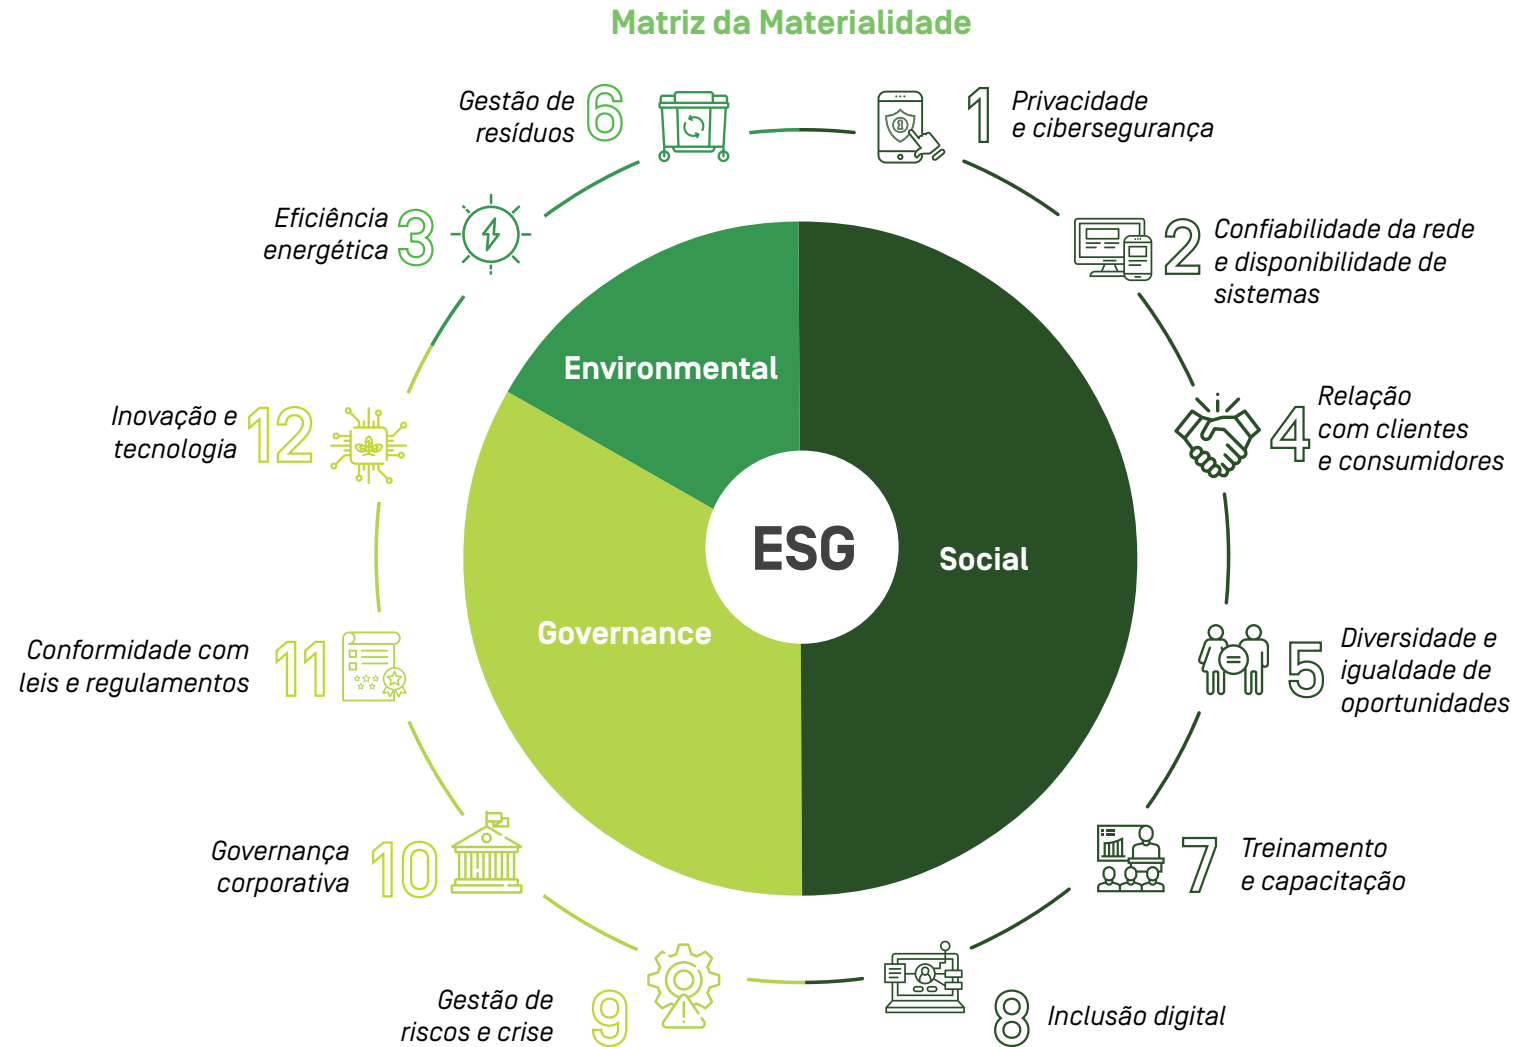 Matriz da Materialidade
1
Privacidade
e cibersegurança
2
Confiabilidade da rede
e disponibilidade de
sistemas
4
Relação
com clientes
e consumidores
5
Diversidade e
igualdade de
oportunidades
7
Treinamento
e capacitação
8
Inclusão digital
Gestão de
riscos e crise
9
Governança
corporativa
10
Conformidade com
leis e regulamentos
11
Inovação e
tecnologia
12
Eficiência
energética
3
Gestão de
resíduos
6
Environmental
Social
Governance
ESG